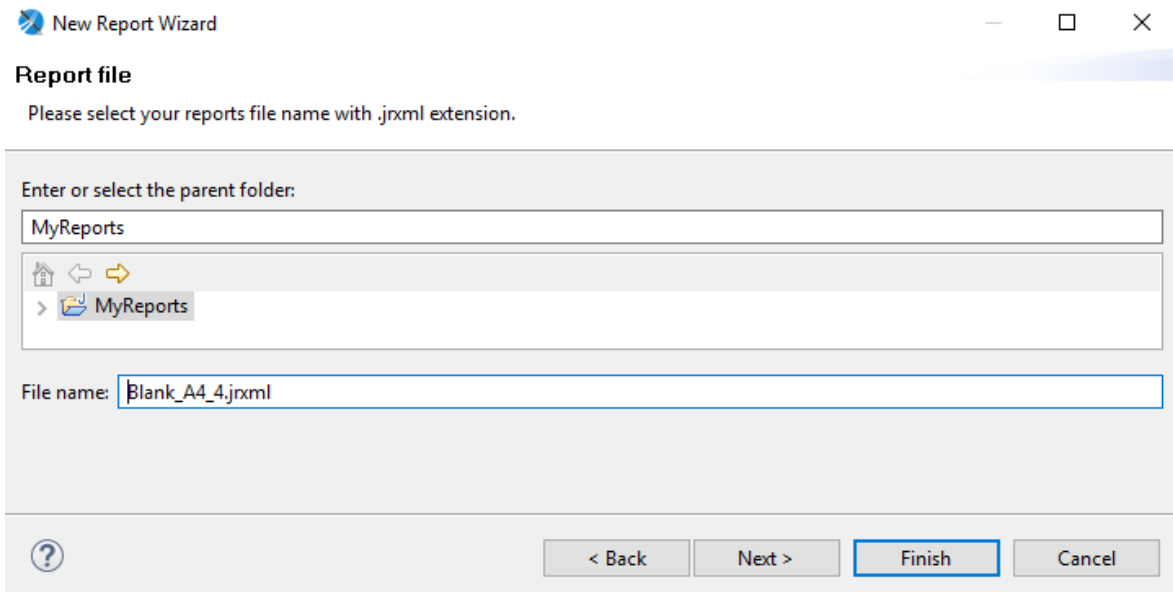 New Report Wizard
Report file
Please select your reports file name with .jrxml extension.
Enter or select the parent folder:
MyReports
MyReports
File name: Blank_A4_4.jrxml
< Back Next > Finish Cancel